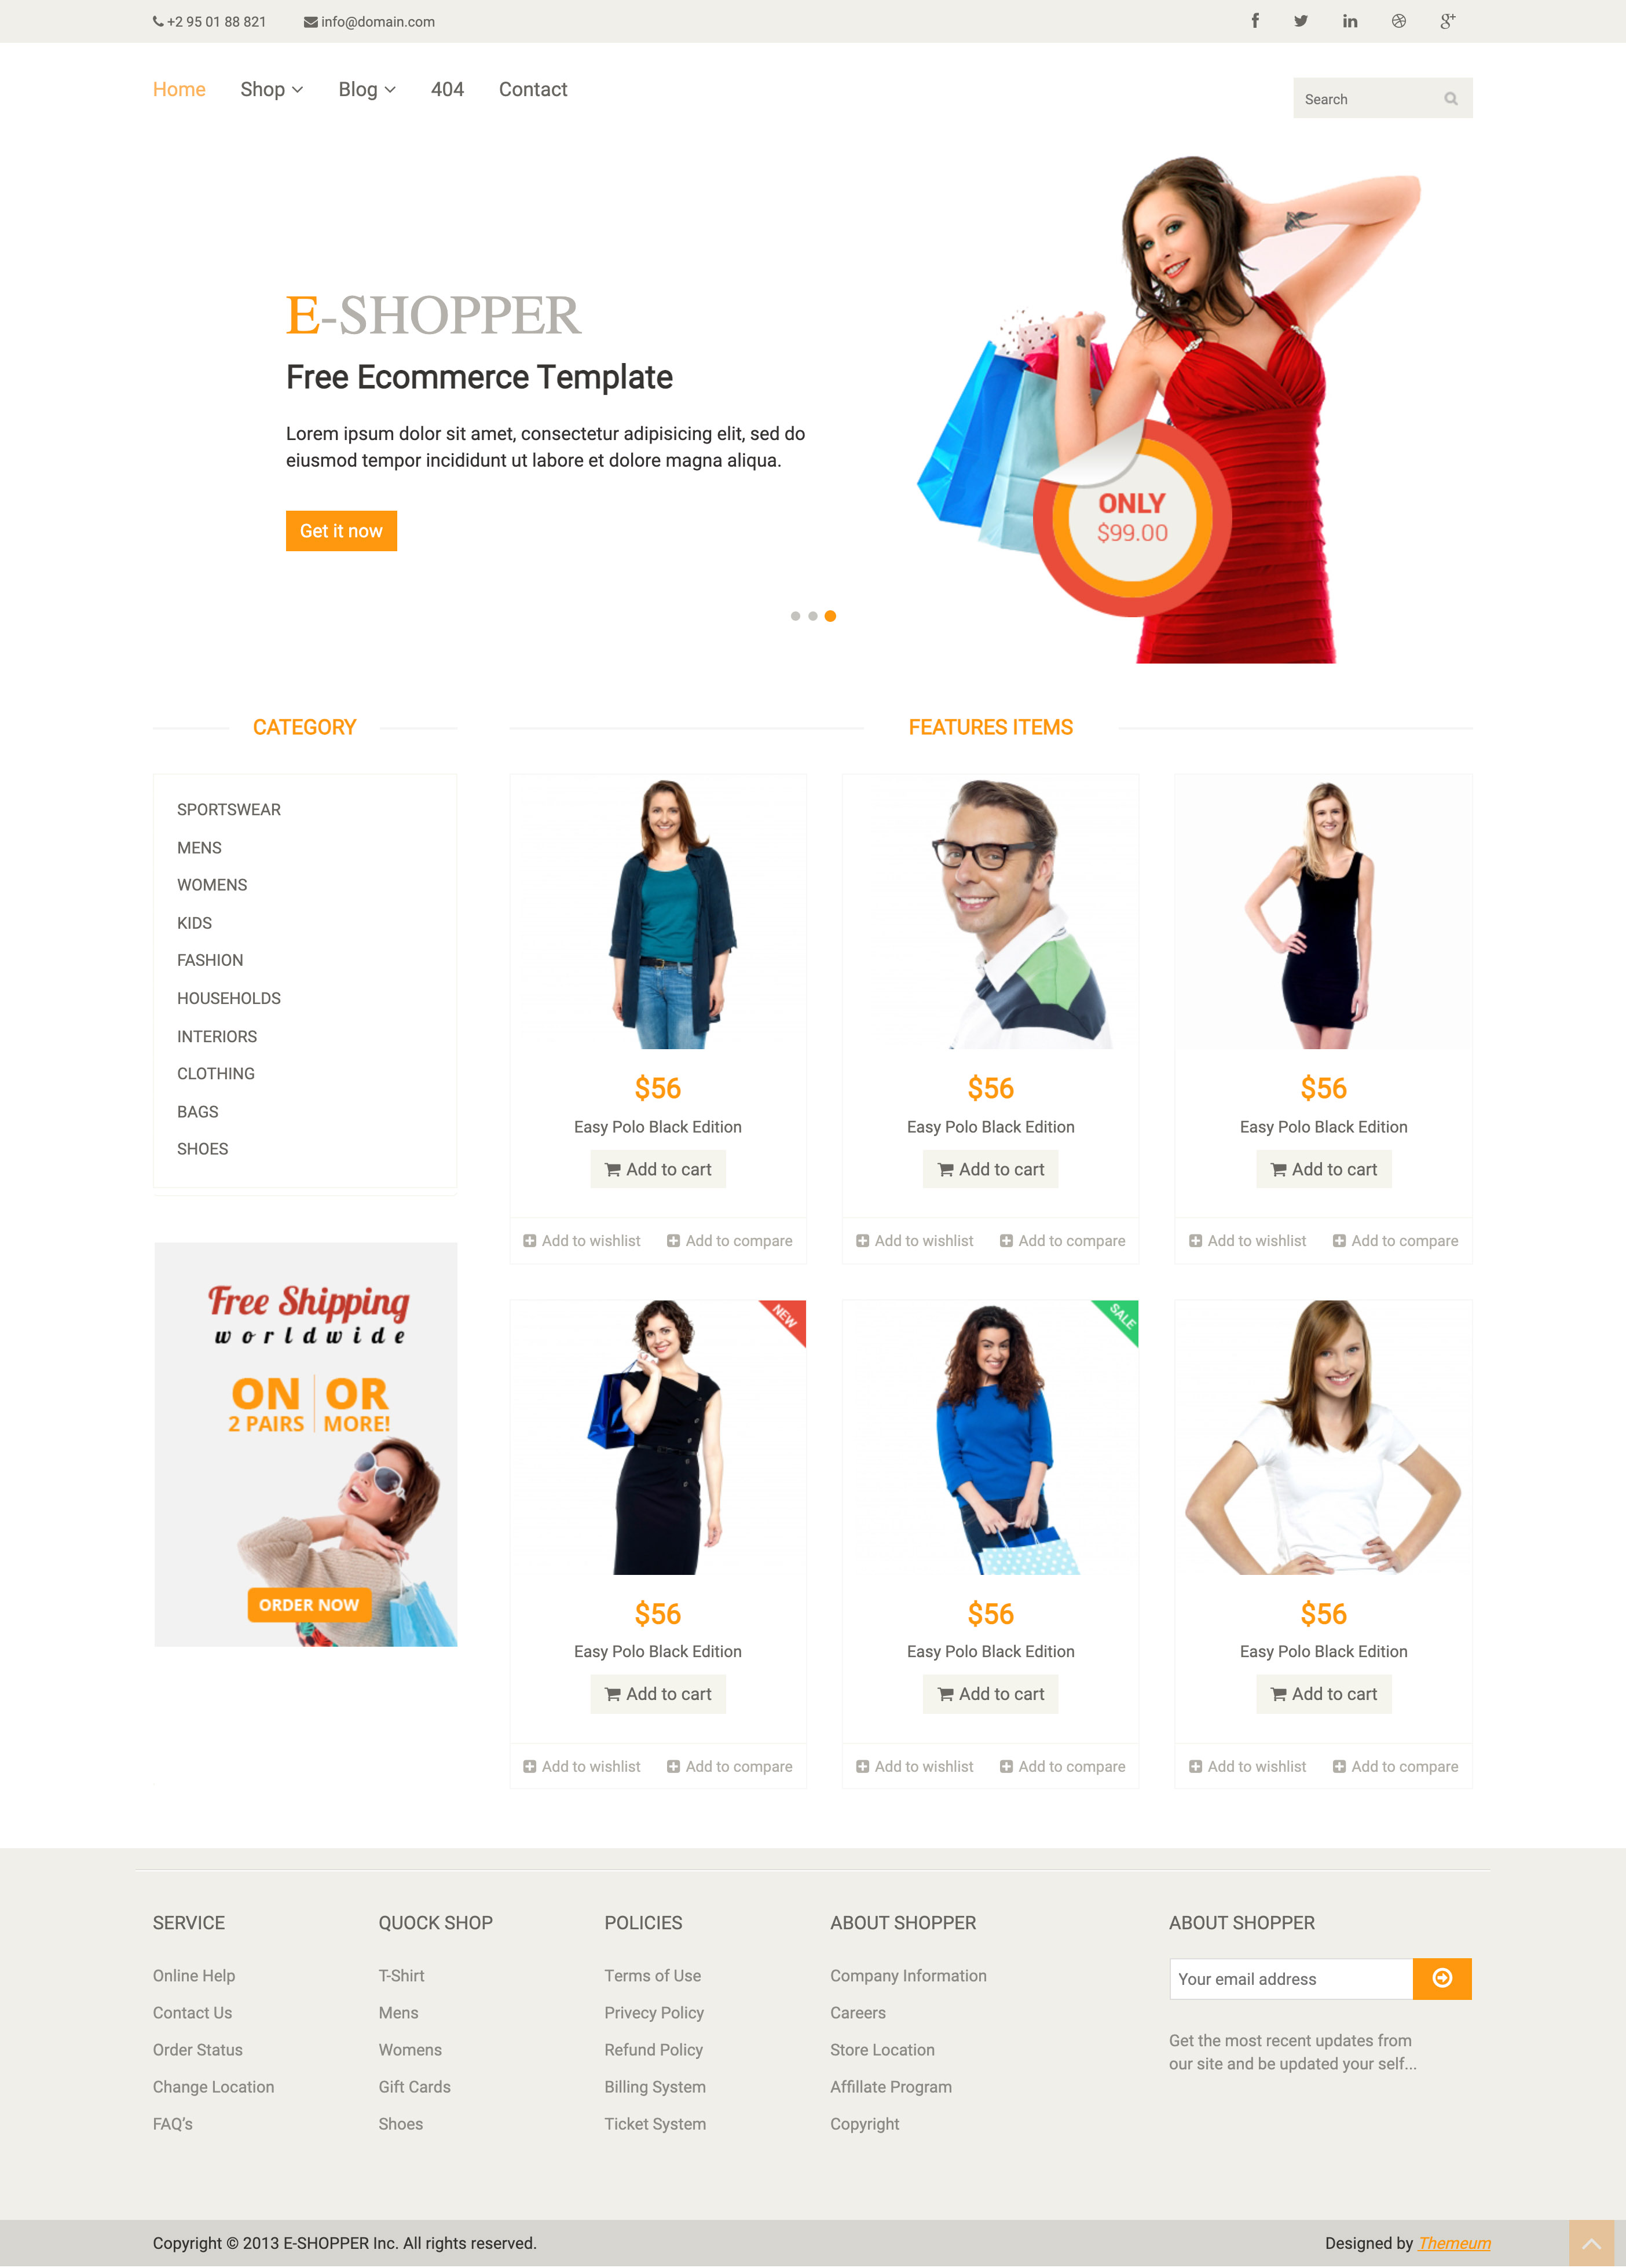 +2 95 01 88 821 info@domain.com
Home Shop Blog 404 Contact
Search
E-SHOPPER
Free Ecommerce Template
Lorem ipsum dolor sit amet, consectetur adipisicing elit, sed do
eiusmod tempor incididunt ut labore et dolore magna aliqua.
Get it now
ONLY
$99.00
CATEGORY
SPORTSWEAR
MENS
WOMENS
KIDS
FASHION
HOUSEHOLDS
INTERIORS
CLOTHING
BAGS
SHOES
Free Shipping
worldwide
ON OR
2 PAIRS MORE!
ORDER NOW
FEATURES ITEMS
$56 $56 $56
Easy Polo Black Edition Easy Polo Black Edition Easy Polo Black Edition
Add to cart Add to cart Add to cart
Add to wishlist Add to compare Add to wishlist Add to compare Add to wishlist Add to compare
NEW SALE
$56 $56 $56
Easy Polo Black Edition Easy Polo Black Edition Easy Polo Black Edition
Add to cart Add to cart Add to cart
Add to wishlist Add to compare Add to wishlist Add to compare Add to wishlist Add to compare
SERVICE
Online Help
Contact Us
Order Status
Change Location
FAQ's
QUOCK SHOP
T-Shirt
Mens
Womens
Gift Cards
Shoes
POLICIES
Terms of Use
Privecy Policy
Refund Policy
Billing System
Ticket System
ABOUT SHOPPER
Company Information
Careers
Store Location
Affillate Program
Copyright
ABOUT SHOPPER
Your email address
Get the most recent updates from
our site and be updated your self...
Copyright © 2013 E-SHOPPER Inc. All rights reserved.
Designed by Themeum